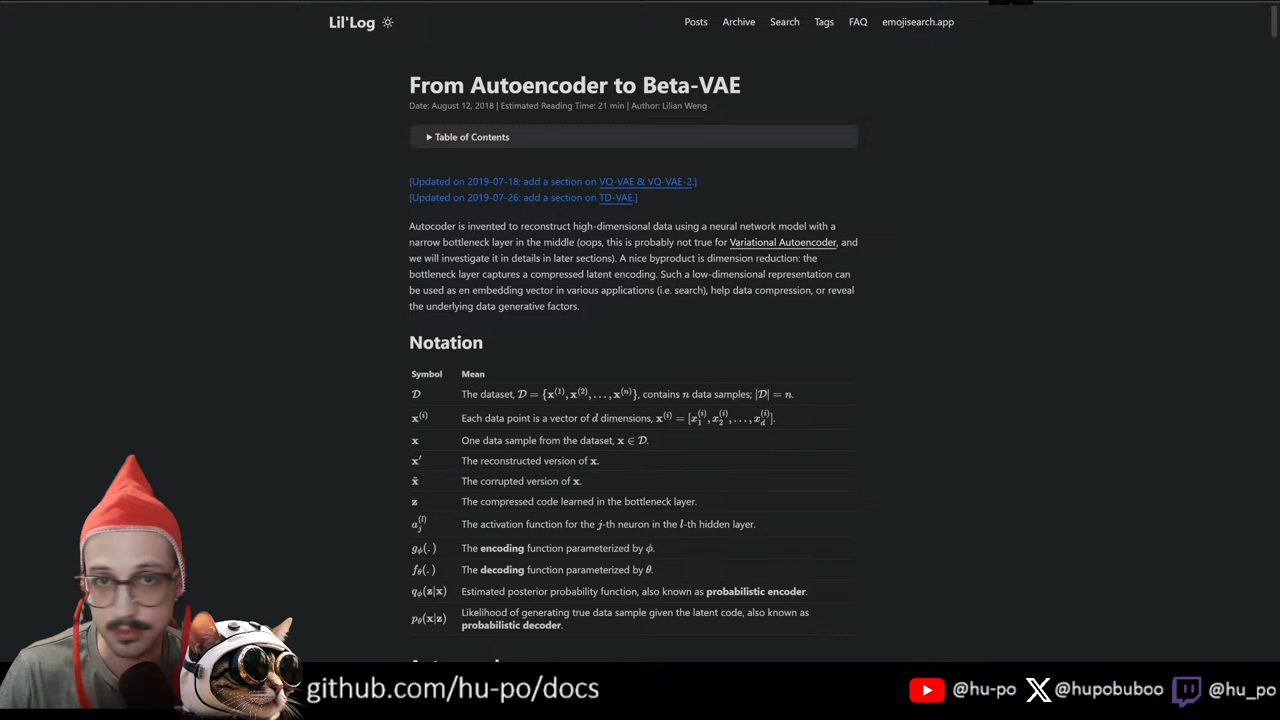 Lil'Log
Posts Archive Search Tags FAQ emojisearch.app
From Autoencoder to Beta-VAE
Date: August 12, 2018 | Estimated Reading Time: 21 min | Author: Lilian Weng
▶ Table of Contents
[Updated on 2019-07-18: add a section on VQ-VAE & VQ-VAE-2.]
[Updated on 2019-07-26: add a section on TD-VAE.]
Autocoder is invented to reconstruct high-dimensional data using a neural network model with a
narrow bottleneck layer in the middle (oops, this is probably not true for Variational Autoencoder, and
we will investigate it in details in later sections). A nice byproduct is dimension reduction: the
bottleneck layer captures a compressed latent encoding. Such a low-dimensional representation can
be used as en embedding vector in various applications (i.e. search), help data compression, or reveal
the underlying data generative factors.
Notation
Symbol Mean
𝒟 The dataset, 𝒟 = {x^(1), x^(2), . . . , x^(n)}, contains n data samples; |𝒟| = n.
x^(i) Each data point is a vector of d dimensions, x^(i) = [x_1^(i), x_2^(i), . . . , x_d^(i)].
x One data sample from the dataset, x ∈ 𝒟.
x′ The reconstructed version of x.
x̃ The corrupted version of x.
z The compressed code learned in the bottleneck layer.
a_j^(l) The activation function for the j-th neuron in the l-th hidden layer.
g_ϕ(.) The encoding function parameterized by ϕ.
f_θ(.) The decoding function parameterized by θ.
q_ϕ(z|x) Estimated posterior probability function, also known as probabilistic encoder.
p_θ(x|z) Likelihood of generating true data sample given the latent code, also known as
probabilistic decoder.
github.com/hu-po/docs
@hu-po @hupobuboo @hu_po